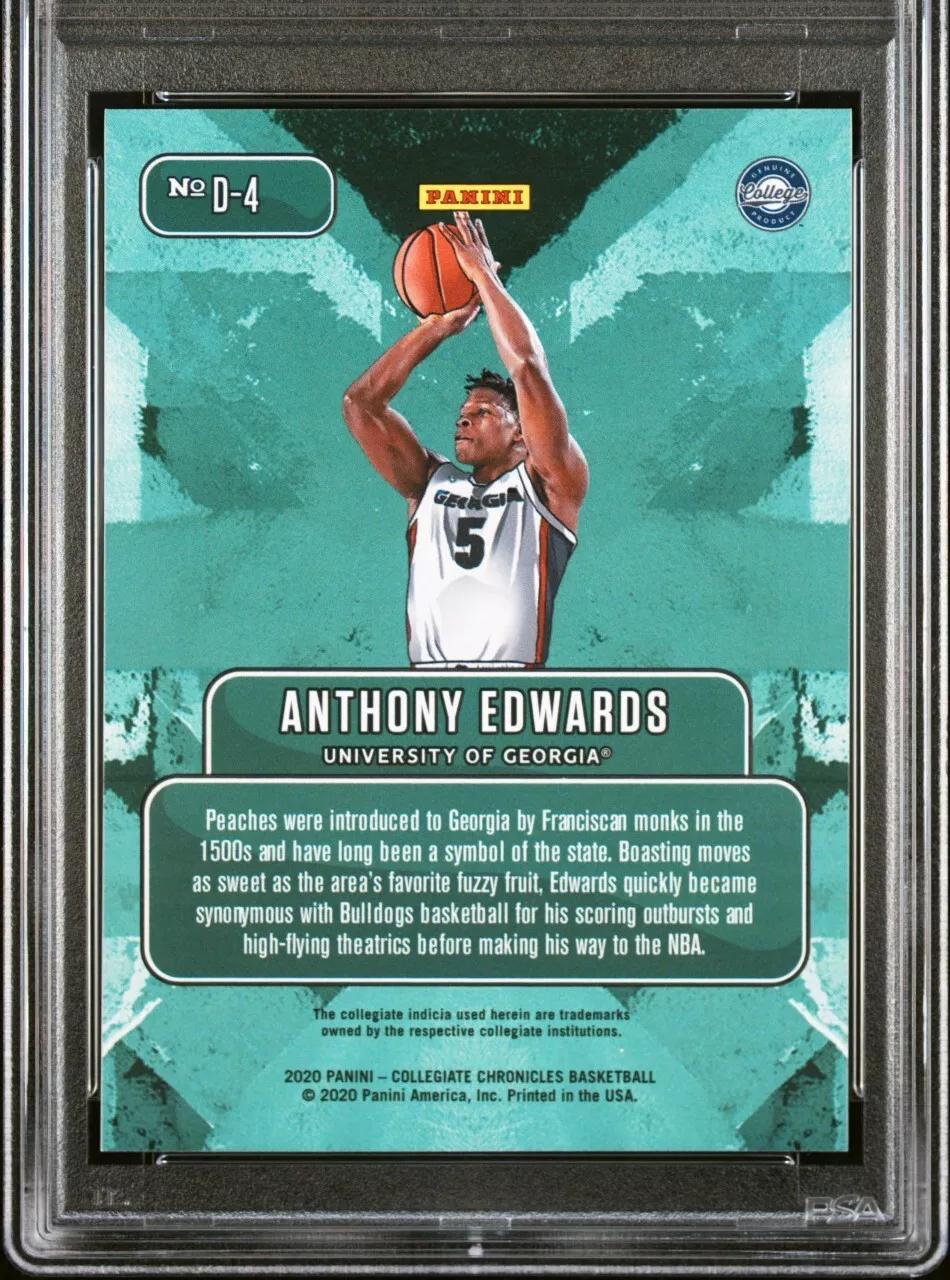 Nº D-4
PANINI
GENUINE
College
PRODUCT
™
GEORGIA
5
ANTHONY EDWARDS
UNIVERSITY OF GEORGIA®
Peaches were introduced to Georgia by Franciscan monks in the
1500s and have long been a symbol of the state. Boasting moves
as sweet as the area's favorite fuzzy fruit, Edwards quickly became
synonymous with Bulldogs basketball for his scoring outbursts and
high-flying theatrics before making his way to the NBA.
The collegiate indicia used herein are trademarks
owned by the respective collegiate institutions.
2020 PANINI – COLLEGIATE CHRONICLES BASKETBALL
© 2020 Panini America, Inc. Printed in the USA.
PSA